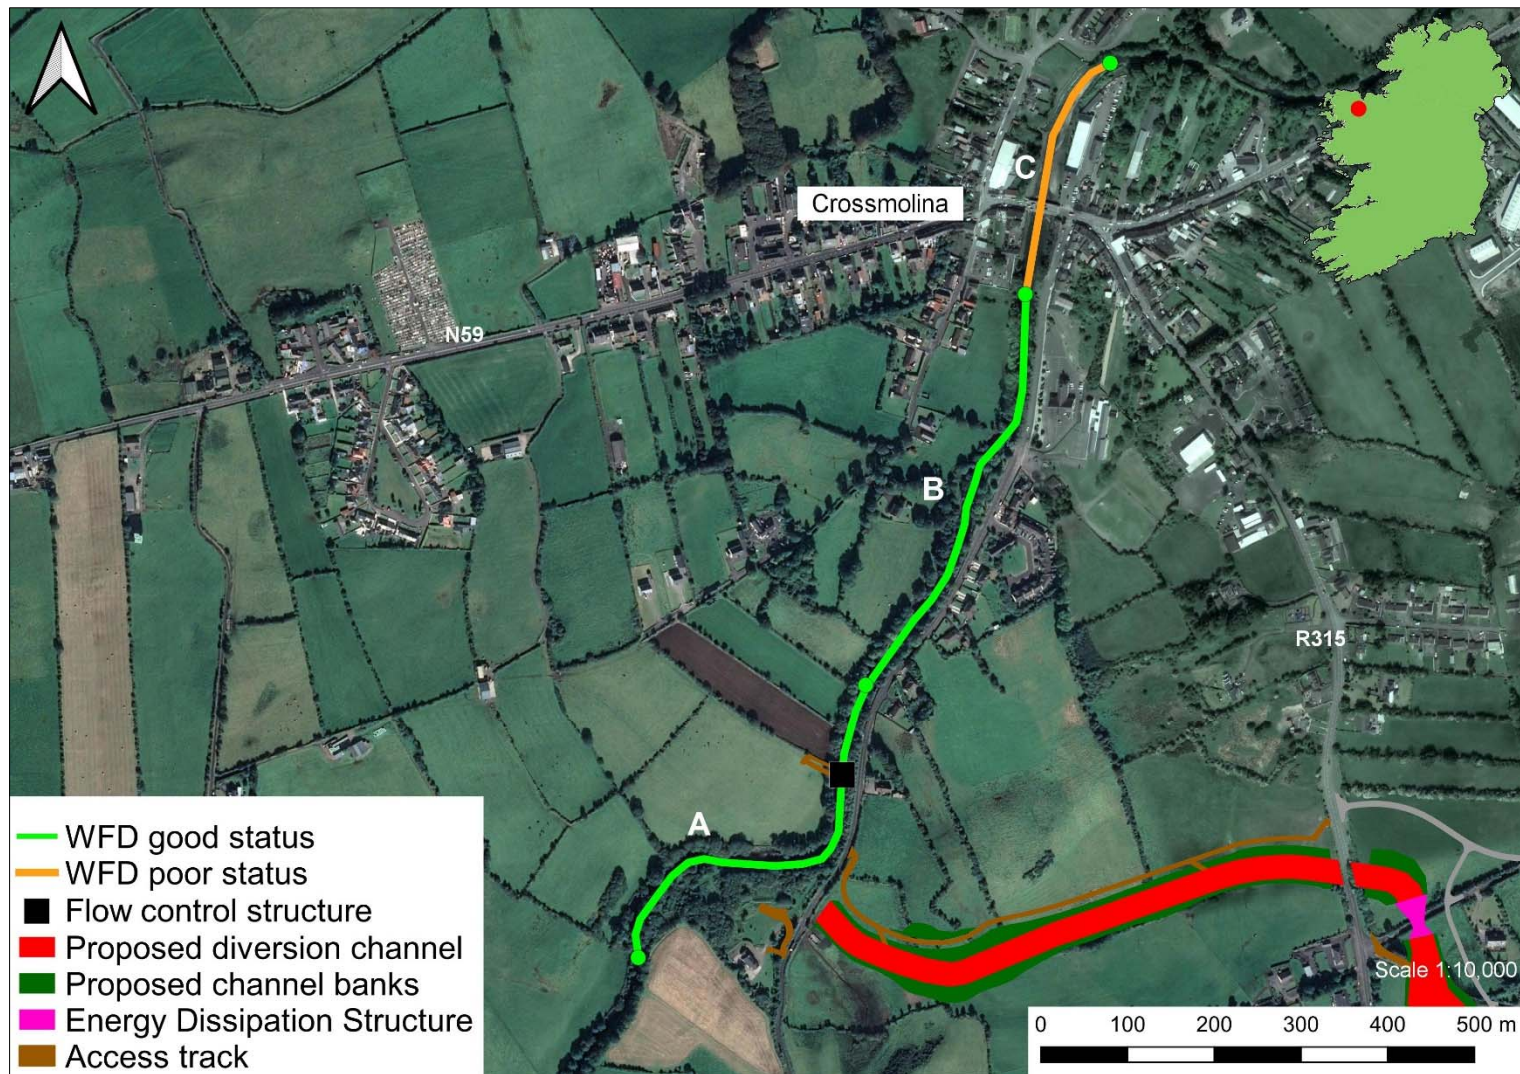 C
Crossmolina
N59
B
R315
A
WFD good status
WFD poor status
Flow control structure
Proposed diversion channel
Proposed channel banks
Energy Dissipation Structure
Access track
Scale 1:10,000
0 100 200 300 400 500 m